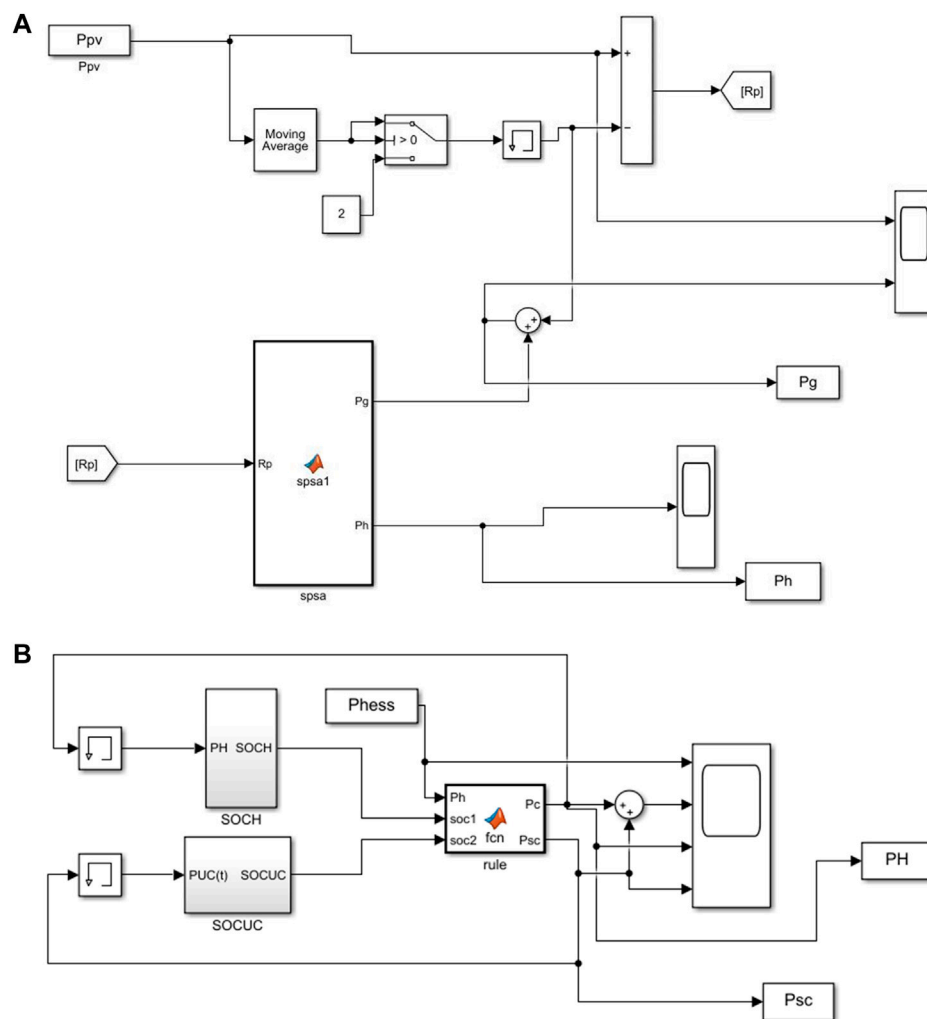 A
Ppv
Ppv
+
[Rp]
Moving
Average
> 0
−
2
+
+
Pg
Pg
[Rp]
Rp
spsa1
Ph
spsa
Ph
B
Phess
PH SOCH
SOCH
Ph
Pc
soc1
fcn
soc2
Psc
rule
+
+
PH
PUC(t) SOCUC
SOCUC
Psc